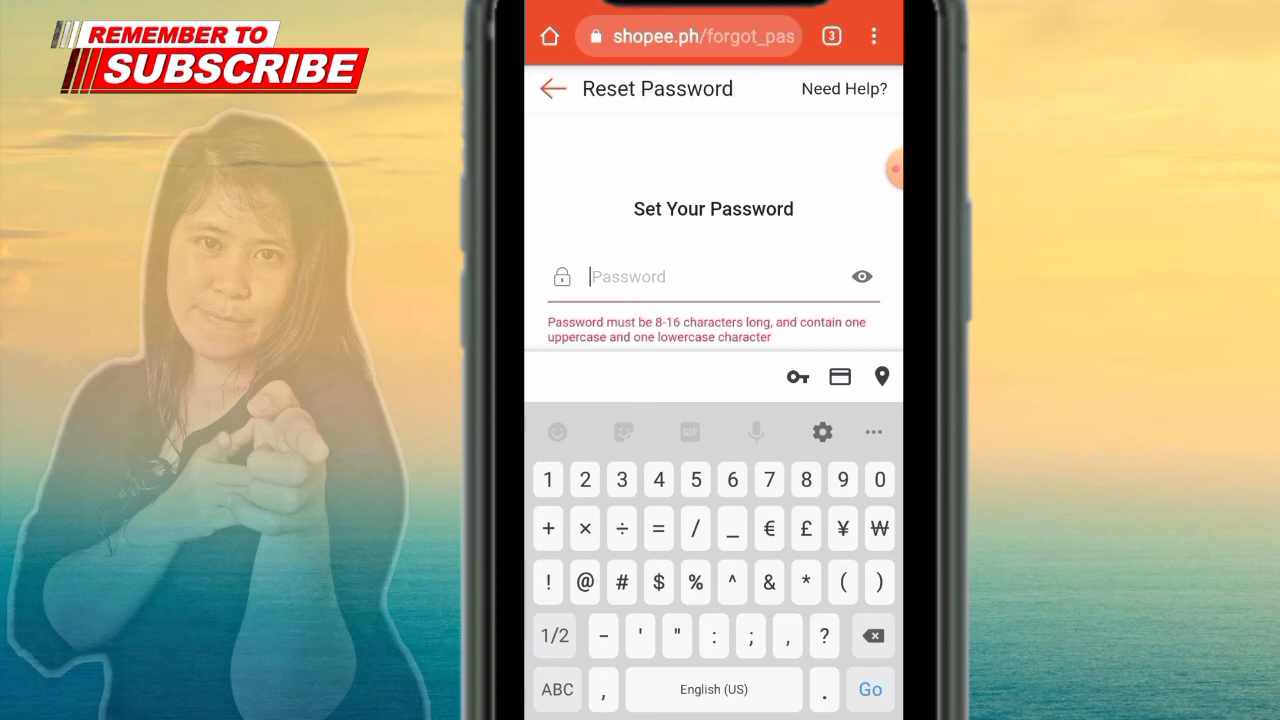 REMEMBER TO
SUBSCRIBE
shopee.ph/forgot_pas
3
Reset Password
Need Help?
Set Your Password
Password
Password must be 8-16 characters long, and contain one
uppercase and one lowercase character
GIF
1 2 3 4 5 6 7 8 9 0
+ × ÷ = / _ € £ ¥ ₩
! @ # $ % ^ & * ( )
1/2 - ' " : ; , ?
ABC , English (US) . Go